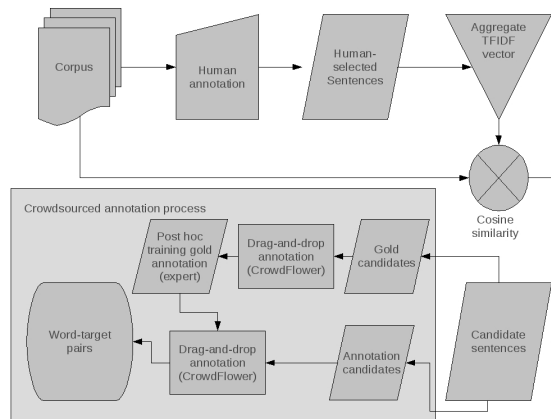 Corpus
Human
annotation
Human-
selected
Sentences
Aggregate
TFIDF
vector
Cosine
similarity
Crowdsourced annotation process
Post hoc
training gold
annotation
(expert)
Drag-and-drop
annotation
(CrowdFlower)
Gold
candidates
Word-target
pairs
Drag-and-drop
annotation
(CrowdFlower)
Annotation
candidates
Candidate
sentences